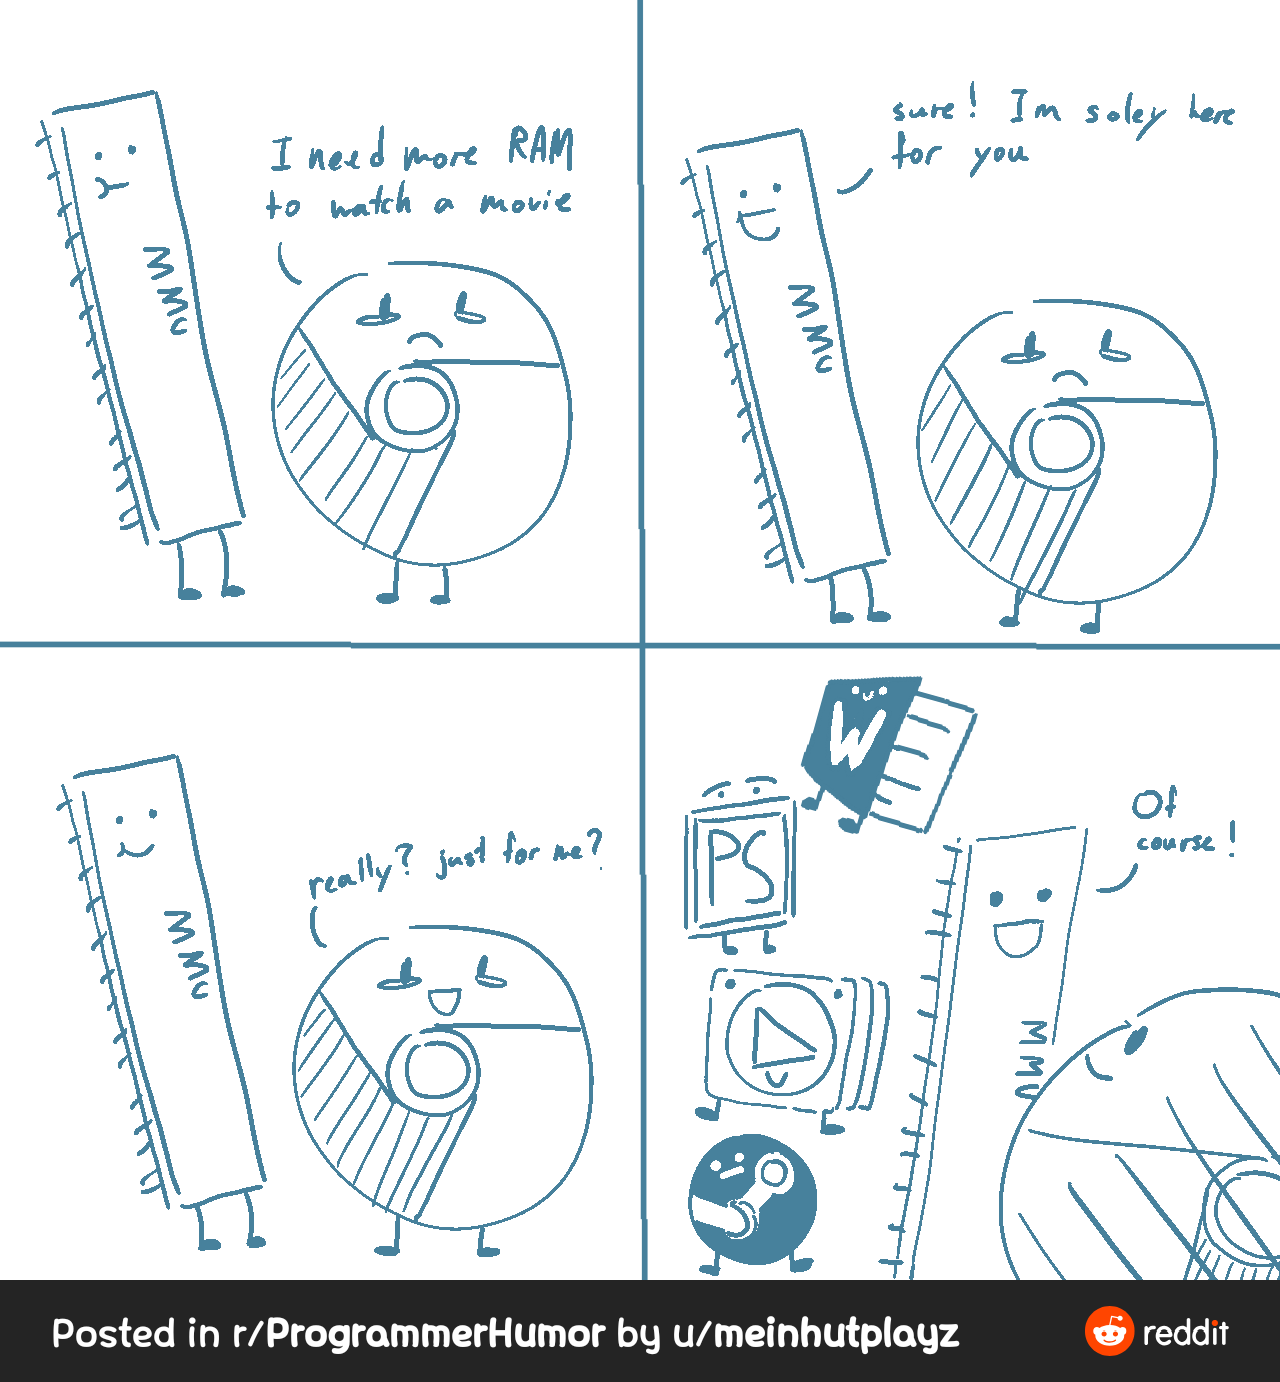 I need more RAM
to watch a movie
MMC
sure! Im soley here
for you
MMC
really? just for me?
MMC
W
PS
Of
course!
MMU
Posted in r/ProgrammerHumor by u/meinhutplayz
reddit